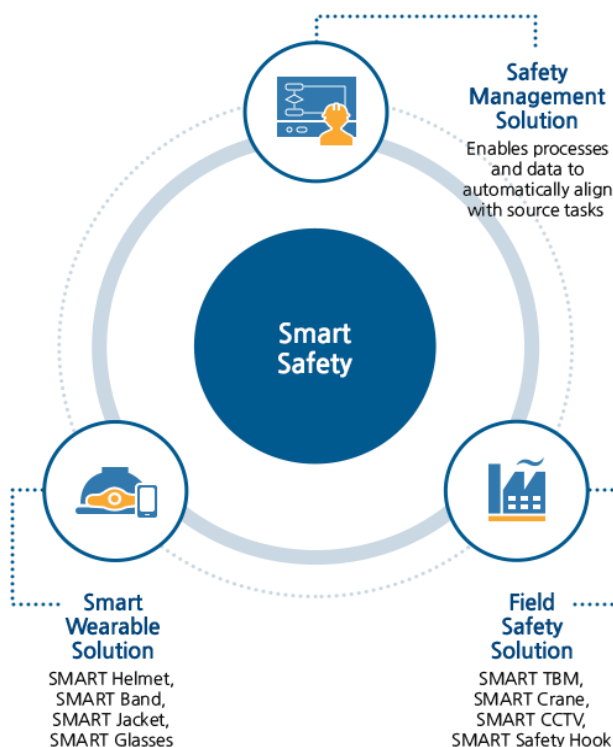 Safety
Management
Solution
Enables processes
and data to
automatically align
with source tasks
Smart
Safety
Smart
Wearable
Solution
SMART Helmet,
SMART Band,
SMART Jacket,
SMART Glasses
Field
Safety
Solution
SMART TBM,
SMART Crane,
SMART CCTV,
SMART Safety Hook